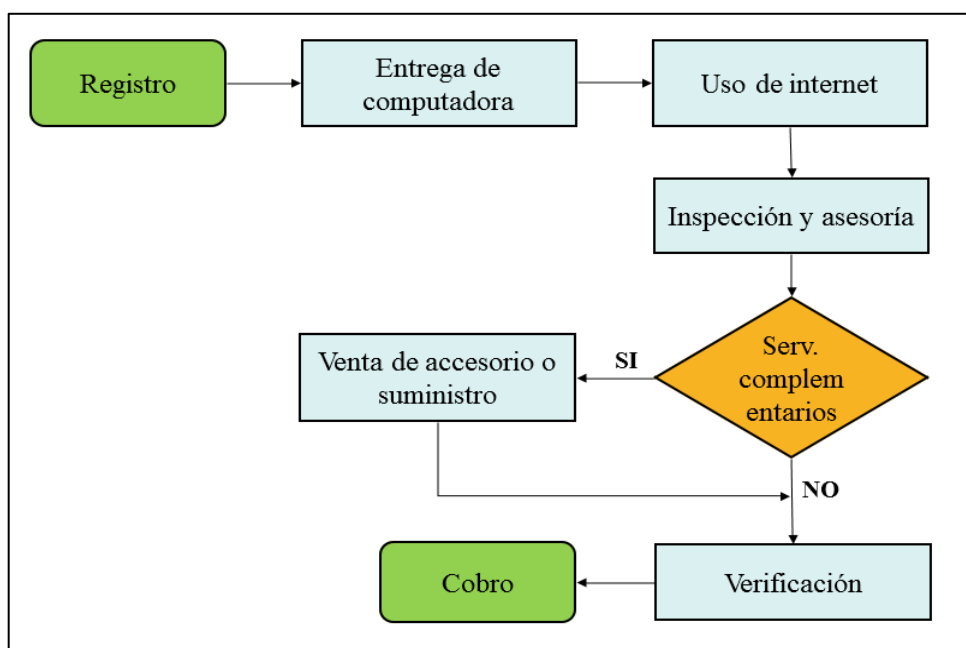 Registro
Entrega de
computadora
Uso de internet
Inspección y asesoría
Serv.
complem
entarios
SI
Venta de accesorio o
suministro
NO
Verificación
Cobro